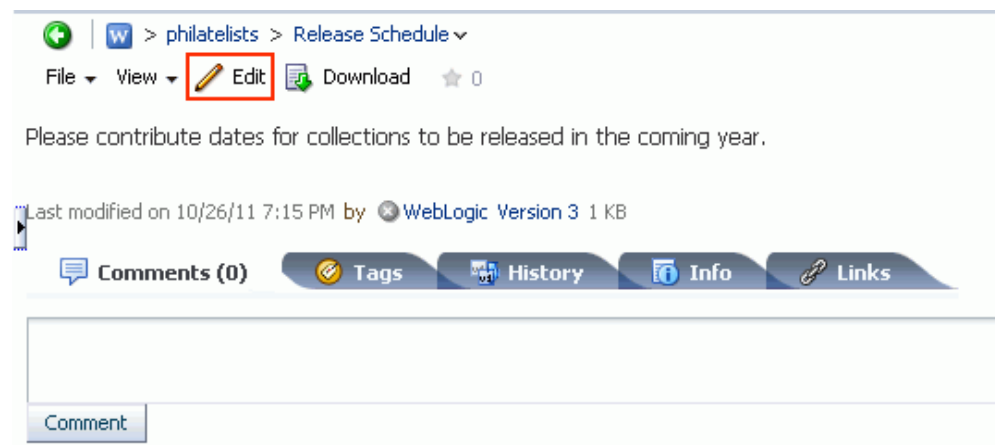 W > philatelists > Release Schedule
File View Edit Download 0
Please contribute dates for collections to be released in the coming year.
Last modified on 10/26/11 7:15 PM by WebLogic Version 3 1 KB
Comments (0) Tags History Info Links
Comment